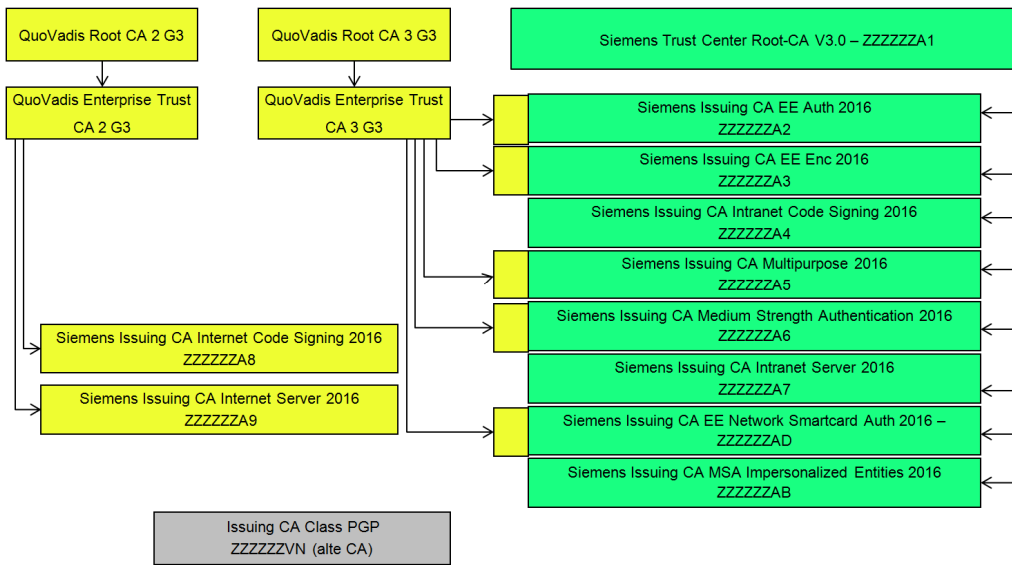 QuoVadis Root CA 2 G3
QuoVadis Root CA 3 G3
Siemens Trust Center Root-CA V3.0 – ZZZZZZA1
QuoVadis Enterprise Trust
CA 2 G3
QuoVadis Enterprise Trust
CA 3 G3
Siemens Issuing CA EE Auth 2016
ZZZZZZA2
Siemens Issuing CA EE Enc 2016
ZZZZZZA3
Siemens Issuing CA Intranet Code Signing 2016
ZZZZZZA4
Siemens Issuing CA Multipurpose 2016
ZZZZZZA5
Siemens Issuing CA Medium Strength Authentication 2016
ZZZZZZA6
Siemens Issuing CA Internet Code Signing 2016
ZZZZZZA8
Siemens Issuing CA Intranet Server 2016
ZZZZZZA7
Siemens Issuing CA Internet Server 2016
ZZZZZZA9
Siemens Issuing CA EE Network Smartcard Auth 2016 –
ZZZZZZAD
Siemens Issuing CA MSA Impersonalized Entities 2016
ZZZZZZAB
Issuing CA Class PGP
ZZZZZZVN (alte CA)